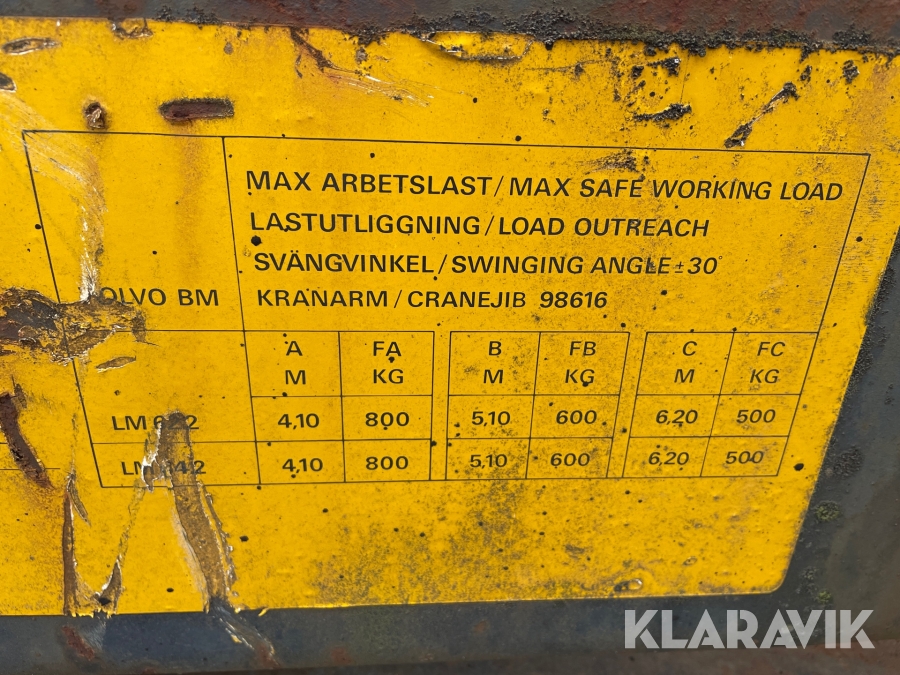 MAX ARBETSLAST/MAX SAFE WORKING LOAD
LASTUTLIGGNING/LOAD OUTREACH
SVÄNGVINKEL/SWINGING ANGLE ±30°
BM KRANARM/CRANEJIB 98616
A FA B FB C FC
M KG M KG M KG
LM 4,10 800 5,10 600 6,20 500
4,10 800 5,10 600 6,20 500
KLARAVIK